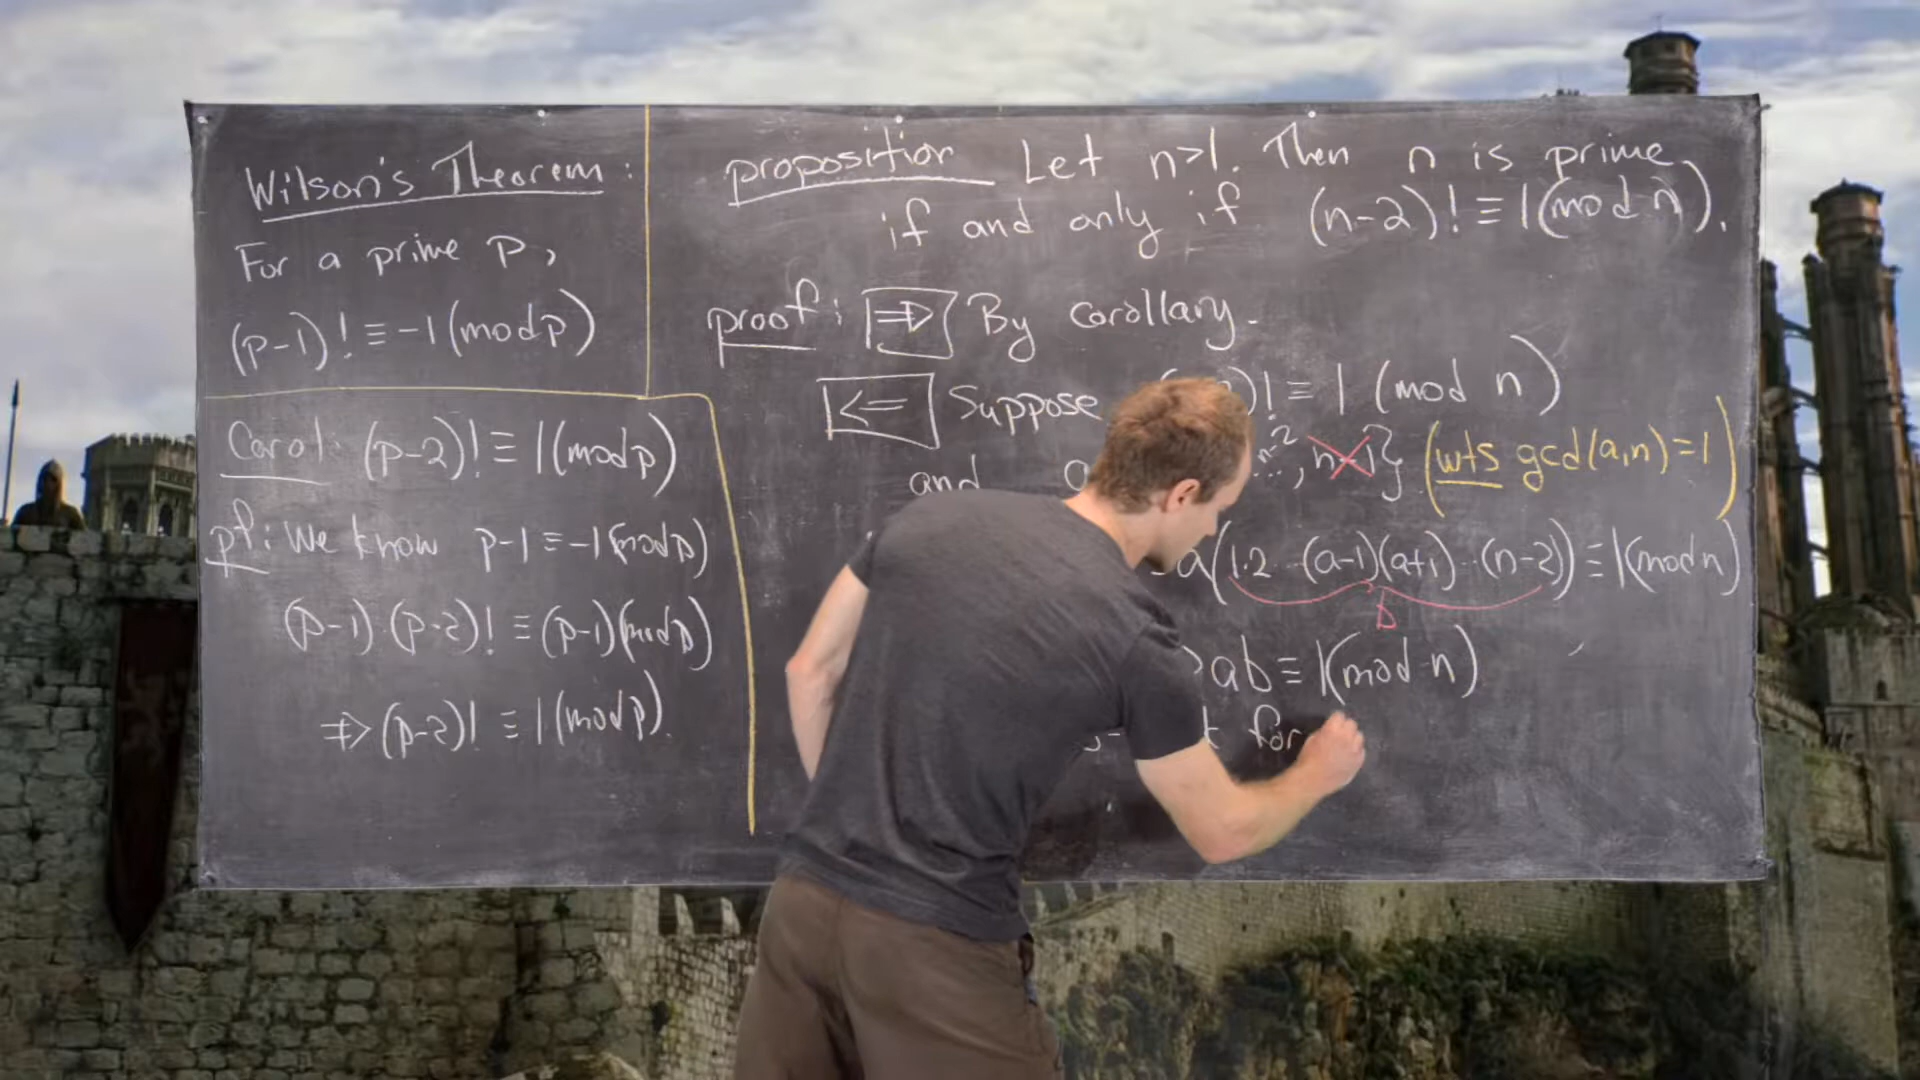 Wilson's Theorem:
For a prime p,
(p-1)! ≡ -1 (mod p)
Corol: (p-2)! ≡ 1 (mod p)
pf: We know p-1 ≡ -1 (mod p)
(p-1)·(p-2)! ≡ (p-1) (mod p)
⇒ (p-2)! ≡ 1 (mod p).
proposition Let n>1. Then n is prime
if and only if (n-2)! ≡ 1 (mod n).
proof: ⇒ By corollary.
<= Suppose )! ≡ 1 (mod n)
and a n-2 ..., n-1} (wts gcd(a,n)=1)
a(1·2···(a-1)(a+1)···(n-2)) ≡ 1 (mod n)
b
ab ≡ 1 (mod n)
for